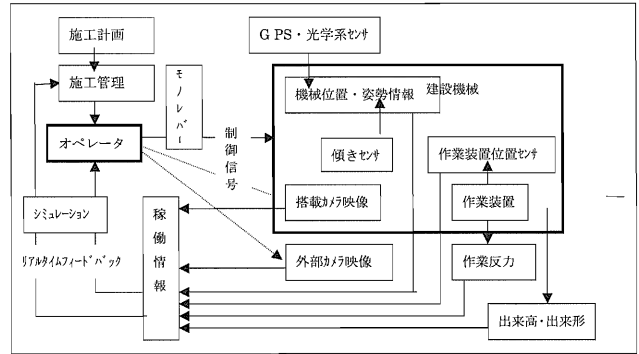 施工計画
GPS・光学系ｾﾝｻ
施工管理
モノレバー
機械位置・姿勢情報
建設機械
オペレータ
制御信号
傾きｾﾝｻ
作業装置位置ｾﾝｻ
搭載ｶﾒﾗ映像
作業装置
ｼﾐｭﾚｰｼｮﾝ
稼働情報
ﾘｱﾙﾀｲﾑﾌｨｰﾄﾞﾊﾞｯｸ
外部ｶﾒﾗ映像
作業反力
出来高・出来形